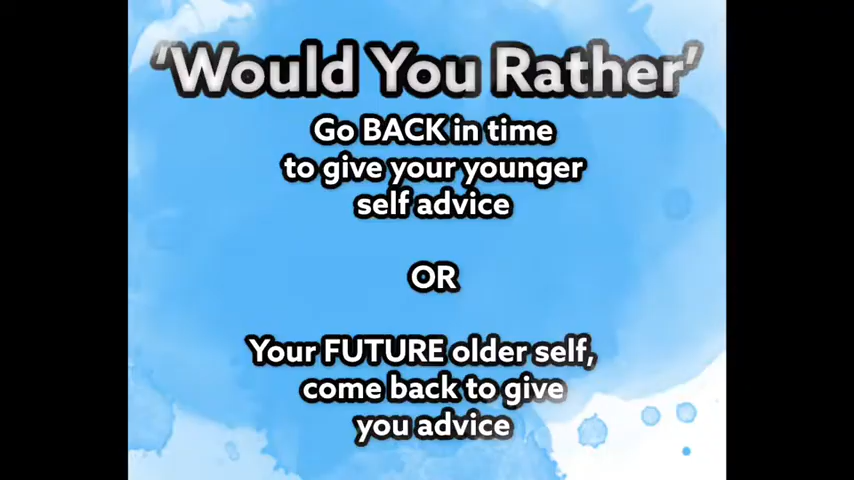 'Would You Rather'
Go BACK in time
to give your younger
self advice
OR
Your FUTURE older self,
come back to give
you advice